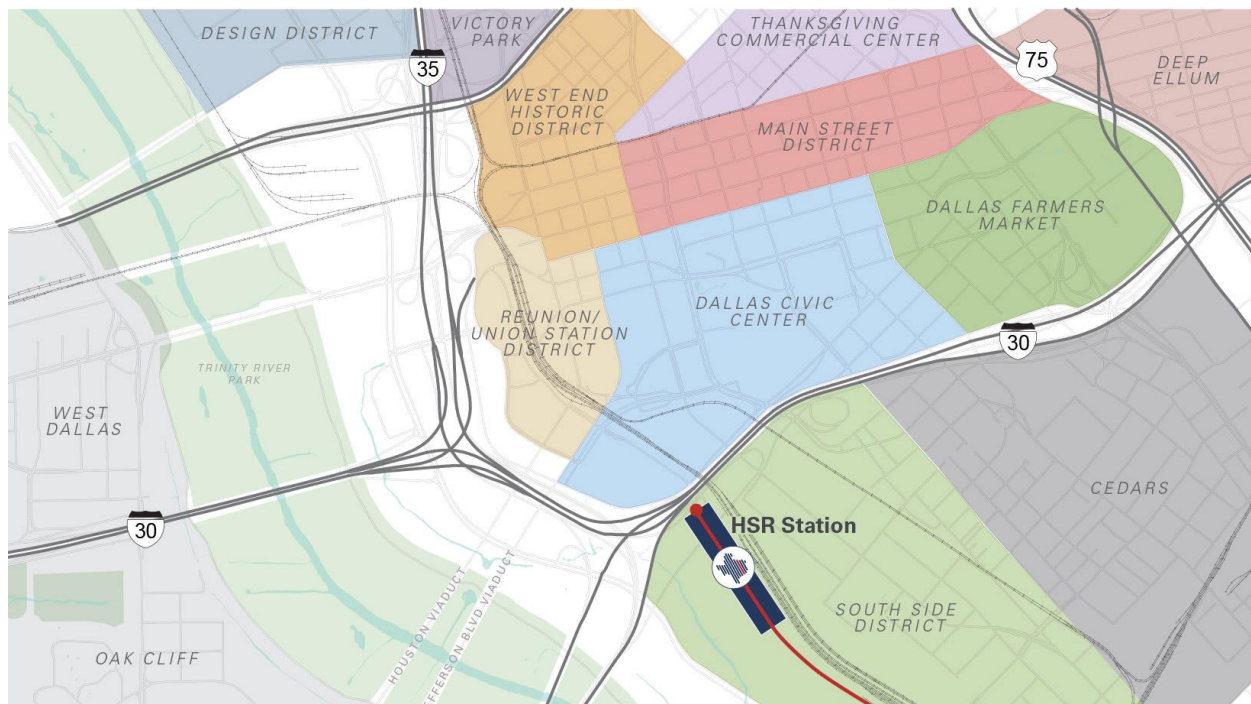 DESIGN DISTRICT
VICTORY
PARK
THANKSGIVING
COMMERCIAL CENTER
35
75
DEEP
ELLUM
WEST END
HISTORIC
DISTRICT
MAIN STREET
DISTRICT
DALLAS FARMERS
MARKET
DALLAS CIVIC
CENTER
REUNION/
UNION STATION
DISTRICT
30
TRINITY RIVER
PARK
WEST
DALLAS
CEDARS
30
HSR Station
SOUTH SIDE
DISTRICT
HOUSTON VIADUCT
JEFFERSON BLVD VIADUCT
OAK CLIFF